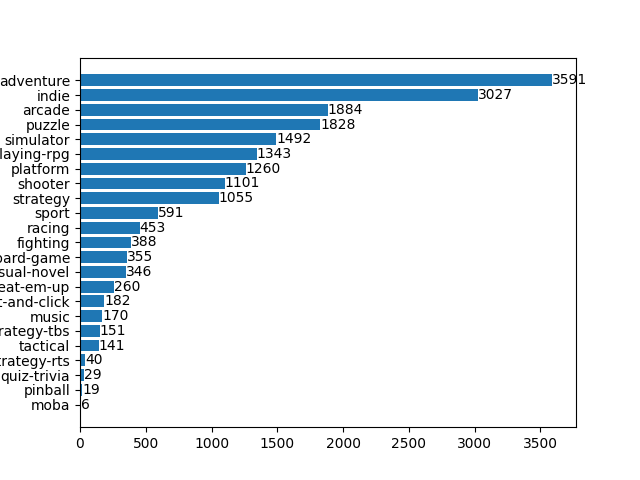 adventure 3591
indie 3027
arcade 1884
puzzle 1828
simulator 1492
laying-rpg 1343
platform 1260
shooter 1101
strategy 1055
sport 591
racing 453
fighting 388
oard-game 355
sual-novel 346
eat-em-up 260
t-and-click 182
music 170
rategy-tbs 151
tactical 141
trategy-rts 40
quiz-trivia 29
pinball 19
moba 6
0 500 1000 1500 2000 2500 3000 3500